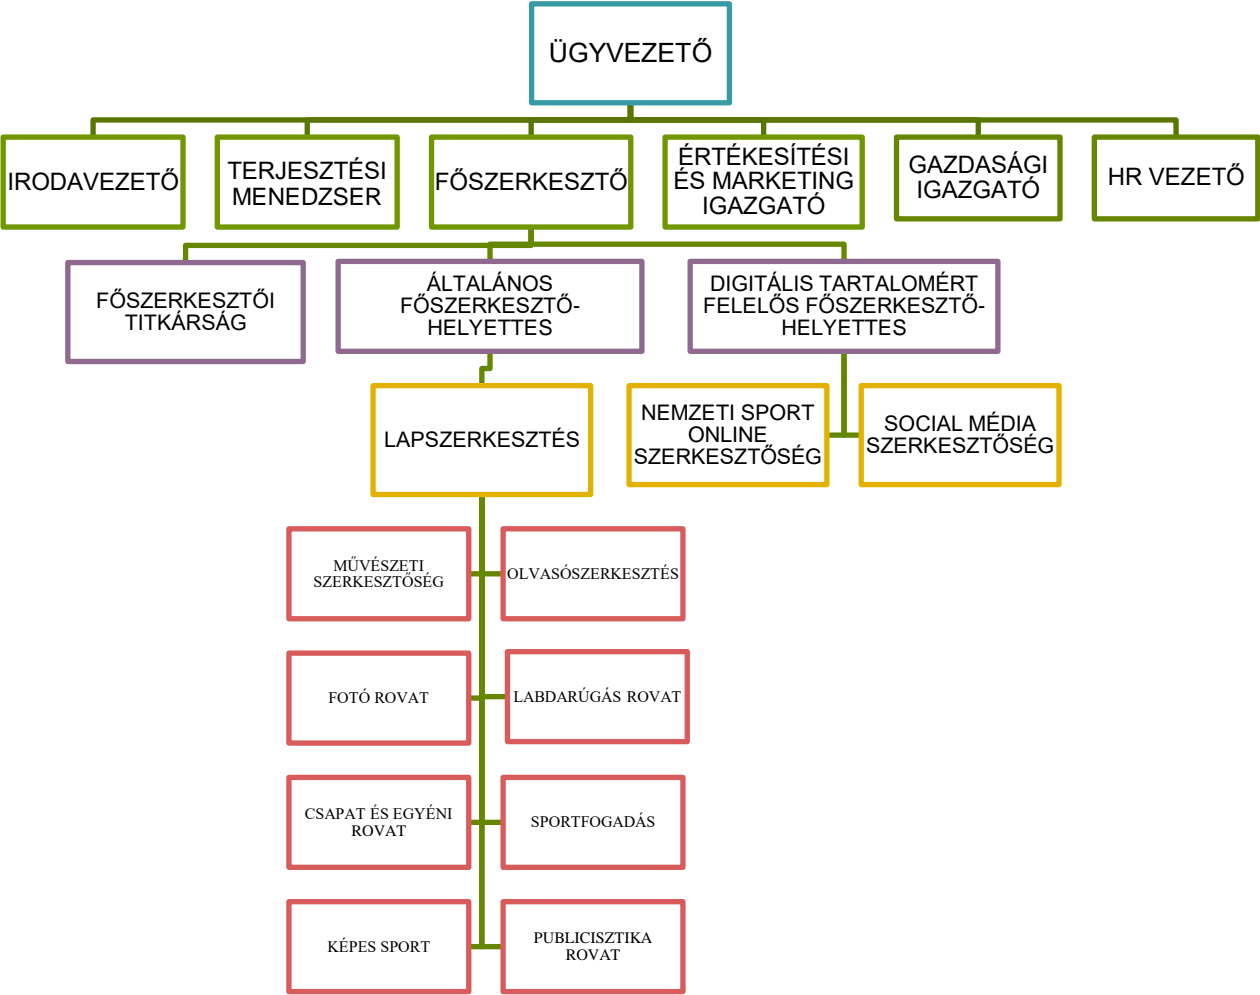 ÜGYVEZETŐ
IRODAVEZETŐ
TERJESZTÉSI
MENEDZSER
FŐSZERKESZTŐ
ÉRTÉKESÍTÉSI
ÉS MARKETING
IGAZGATÓ
GAZDASÁGI
IGAZGATÓ
HR VEZETŐ
FŐSZERKESZTŐI
TITKÁRSÁG
ÁLTALÁNOS
FŐSZERKESZTŐ-
HELYETTES
DIGITÁLIS TARTALOMÉRT
FELELŐS FŐSZERKESZTŐ-
HELYETTES
LAPSZERKESZTÉS
NEMZETI SPORT
ONLINE
SZERKESZTŐSÉG
SOCIAL MÉDIA
SZERKESZTŐSÉG
MŰVÉSZETI
SZERKESZTŐSÉG
OLVASÓSZERKESZTÉS
FOTÓ ROVAT
LABDARÚGÁS ROVAT
CSAPAT ÉS EGYÉNI
ROVAT
SPORTFOGADÁS
KÉPES SPORT
PUBLICISZTIKA
ROVAT